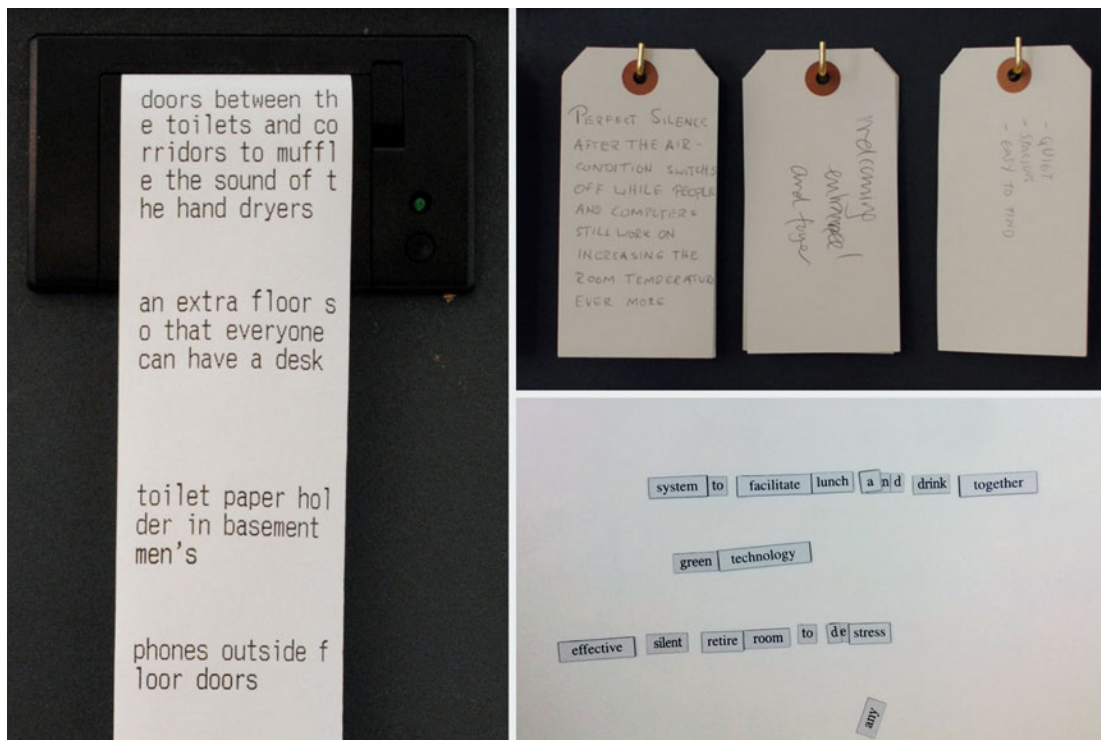 doors between th
e toilets and co
rridors to muffl
e the sound of t
he hand dryers
an extra floor s
o that everyone
can have a desk
toilet paper hol
der in basement
men's
phones outside f
loor doors
PERFECT SILENCE
AFTER THE AIR-
CONDITION SWITCHS
OFF WHILE PEOPLE
AND COMPUTERS
STILL WORK ON
INCREASING THE
ROOM TEMPERATURE
EVER MORE
welcoming
entrance
and foyer
- QUIET
- SPACIOUS
- EASY TO FIND
system to facilitate lunch and drink together
green technology
effective silent retire room to de stress
any